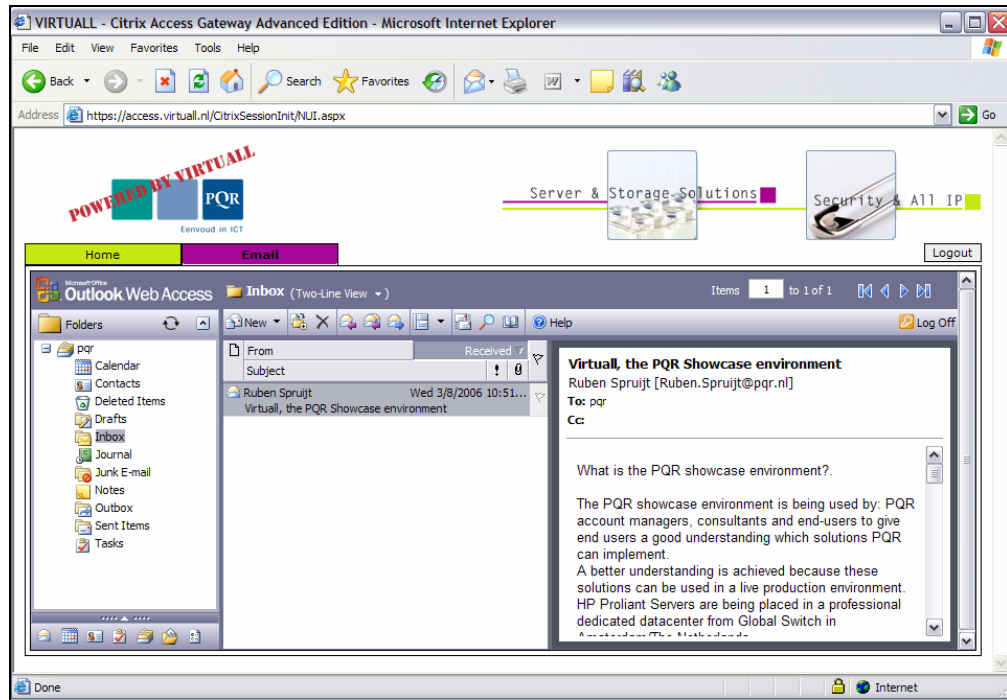 VIRTUALL - Citrix Access Gateway Advanced Edition - Microsoft Internet Explorer
File Edit View Favorites Tools Help
Back Search Favorites
Address https://access.virtuall.nl/CitrixSessionInit/NUI.aspx Go
POWERED BY VIRTUALL
PQR
Eenvoud in ICT
Server & Storage Solutions
Security & All IP
Home Email Logout
Microsoft Office
Outlook Web Access Inbox (Two-Line View) Items 1 to 1 of 1
Folders New Help Log Off
pqr
Calendar
Contacts
Deleted Items
Drafts
Inbox
Journal
Junk E-mail
Notes
Outbox
Sent Items
Tasks
From Received
Subject
Ruben Spruijt Wed 3/8/2006 10:51...
Virtuall, the PQR Showcase environment
Virtuall, the PQR Showcase environment
Ruben Spruijt [Ruben.Spruijt@pqr.nl]
To: pqr
Cc:
What is the PQR showcase environment?.
The PQR showcase environment is being used by: PQR
account managers, consultants and end-users to give
end users a good understanding which solutions PQR
can implement.
A better understanding is achieved because these
solutions can be used in a live production environment.
HP Proliant Servers are being placed in a professional
dedicated datacenter from Global Switch in
Amsterdam/The Netherlands
Done Internet